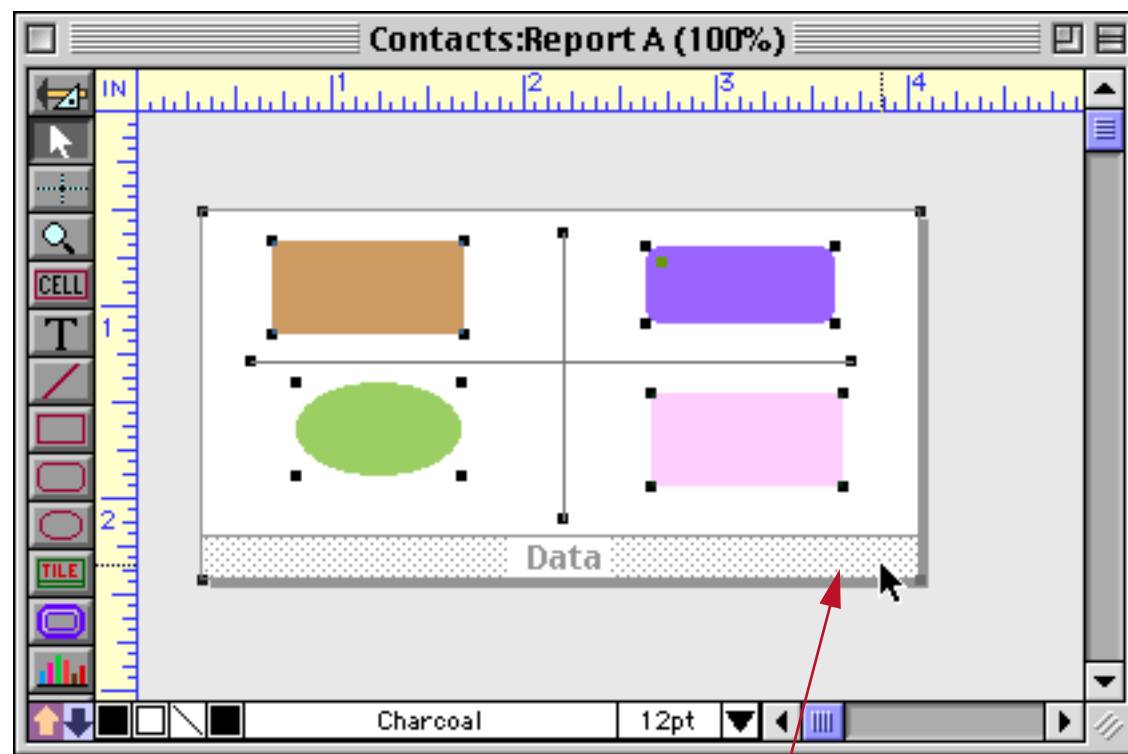 Contacts:Report A (100%)
IN 1 2 3 4
CELL
T
1
2
TILE
Data
Charcoal 12pt